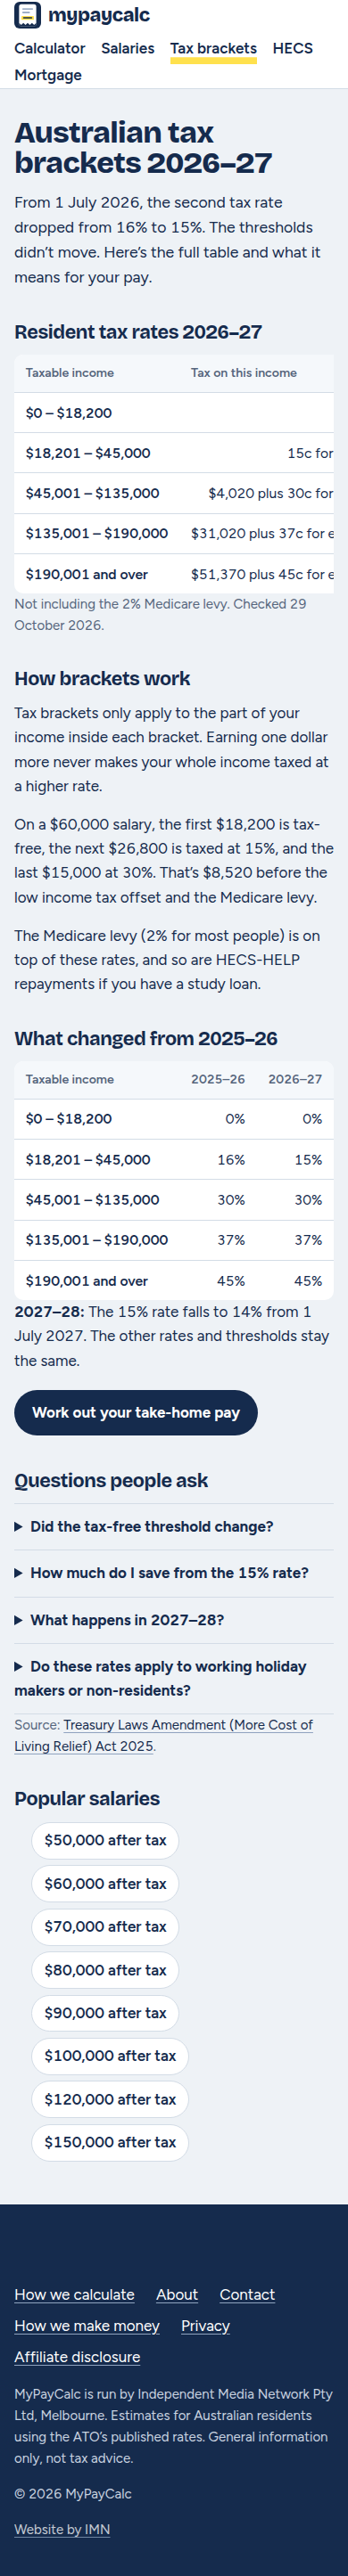 mypaycalc
Calculator Salaries Tax brackets HECS
Mortgage
Australian tax
brackets 2026–27
From 1 July 2026, the second tax rate
dropped from 16% to 15%. The thresholds
didn’t move. Here’s the full table and what it
means for your pay.
Resident tax rates 2026–27
Taxable income Tax on this income
$0 – $18,200
$18,201 – $45,000 15c for
$45,001 – $135,000 $4,020 plus 30c for
$135,001 – $190,000 $31,020 plus 37c for e
$190,001 and over $51,370 plus 45c for e
Not including the 2% Medicare levy. Checked 29
October 2026.
How brackets work
Tax brackets only apply to the part of your
income inside each bracket. Earning one dollar
more never makes your whole income taxed at
a higher rate.
On a $60,000 salary, the first $18,200 is tax-
free, the next $26,800 is taxed at 15%, and the
last $15,000 at 30%. That’s $8,520 before the
low income tax offset and the Medicare levy.
The Medicare levy (2% for most people) is on
top of these rates, and so are HECS-HELP
repayments if you have a study loan.
What changed from 2025–26
Taxable income 2025–26 2026–27
$0 – $18,200 0% 0%
$18,201 – $45,000 16% 15%
$45,001 – $135,000 30% 30%
$135,001 – $190,000 37% 37%
$190,001 and over 45% 45%
2027–28: The 15% rate falls to 14% from 1
July 2027. The other rates and thresholds stay
the same.
Work out your take-home pay
Questions people ask
Did the tax-free threshold change?
How much do I save from the 15% rate?
What happens in 2027–28?
Do these rates apply to working holiday
makers or non-residents?
Source: Treasury Laws Amendment (More Cost of
Living Relief) Act 2025.
Popular salaries
$50,000 after tax
$60,000 after tax
$70,000 after tax
$80,000 after tax
$90,000 after tax
$100,000 after tax
$120,000 after tax
$150,000 after tax
How we calculate About Contact
How we make money Privacy
Affiliate disclosure
MyPayCalc is run by Independent Media Network Pty
Ltd, Melbourne. Estimates for Australian residents
using the ATO’s published rates. General information
only, not tax advice.
© 2026 MyPayCalc
Website by IMN